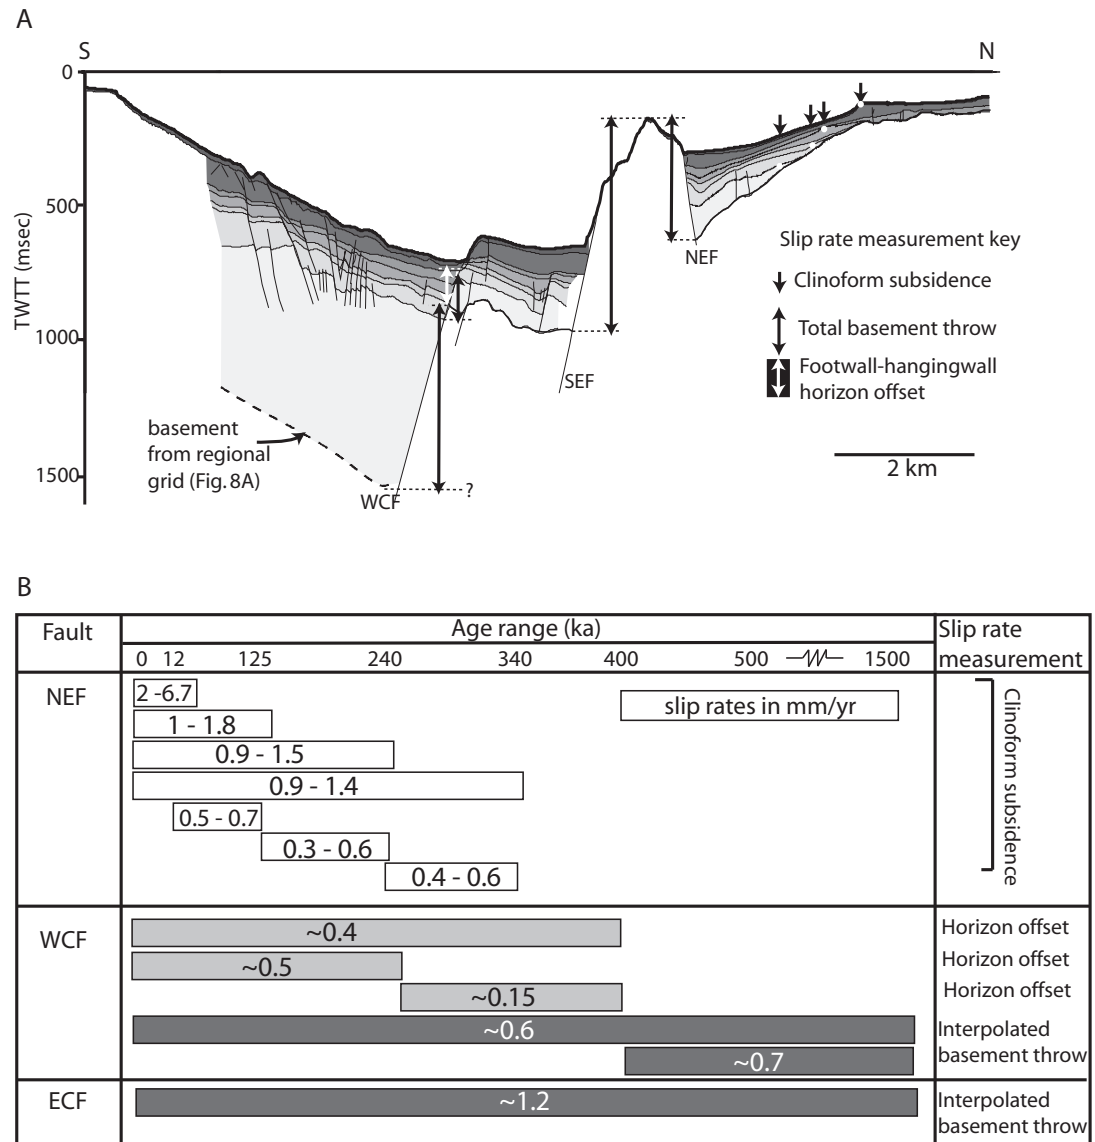 A
S
N
0
500
1000
1500
TWTT (msec)
NEF
SEF
WCF
?
basement
from regional
grid (Fig. 8A)
Slip rate measurement key
Clinoform subsidence
Total basement throw
Footwall-hangingwall
horizon offset
2 km
B
Fault
Age range (ka)
Slip rate
measurement
0 12 125 240 340 400 500 1500
NEF
2 -6.7
slip rates in mm/yr
1 - 1.8
0.9 - 1.5
0.9 - 1.4
0.5 - 0.7
0.3 - 0.6
0.4 - 0.6
Clinoform subsidence
WCF
~0.4
Horizon offset
~0.5
Horizon offset
~0.15
Horizon offset
~0.6
Interpolated
basement throw
~0.7
ECF
~1.2
Interpolated
basement throw